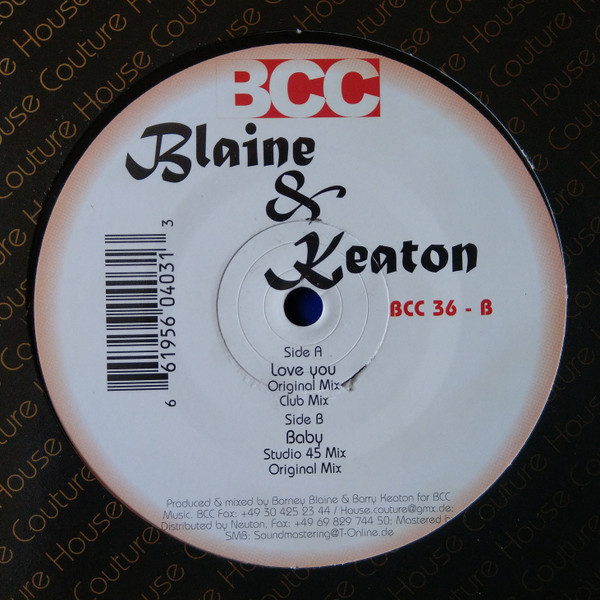 House Couture House Couture House Couture
BCC
Blaine
&
Keaton
BCC 36 - B
6 61956 04031 3
Side A
Love you
Original Mix
Club Mix
Side B
Baby
Studio 45 Mix
Original Mix
Produced & mixed by Barney Blaine & Barry Keaton for BCC
Music. BCC Fax: +49 30 425 23 44 / House.couture@gmx.de;
Distributed by Neuton, Fax: +49 69 829 744 50; Mastered by
SMB: Soundmastering@T-Online.de